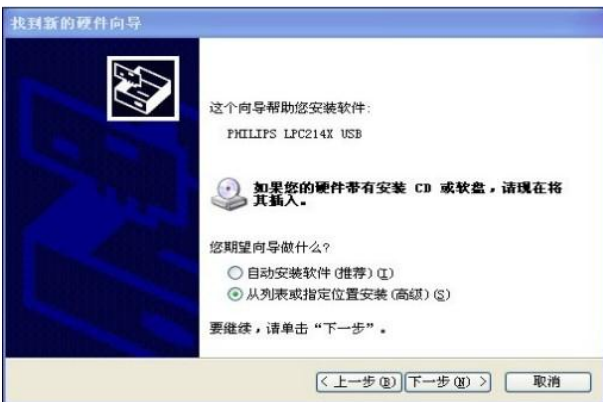 找到新的硬件向导
这个向导帮助您安装软件:
PHILIPS LPC214X USB
如果您的硬件带有安装 CD 或软盘，请现在将
其插入。
您期望向导做什么?
自动安装软件(推荐)(I)
从列表或指定位置安装(高级)(S)
要继续，请单击“下一步”。
< 上一步(B) 下一步(N) > 取消